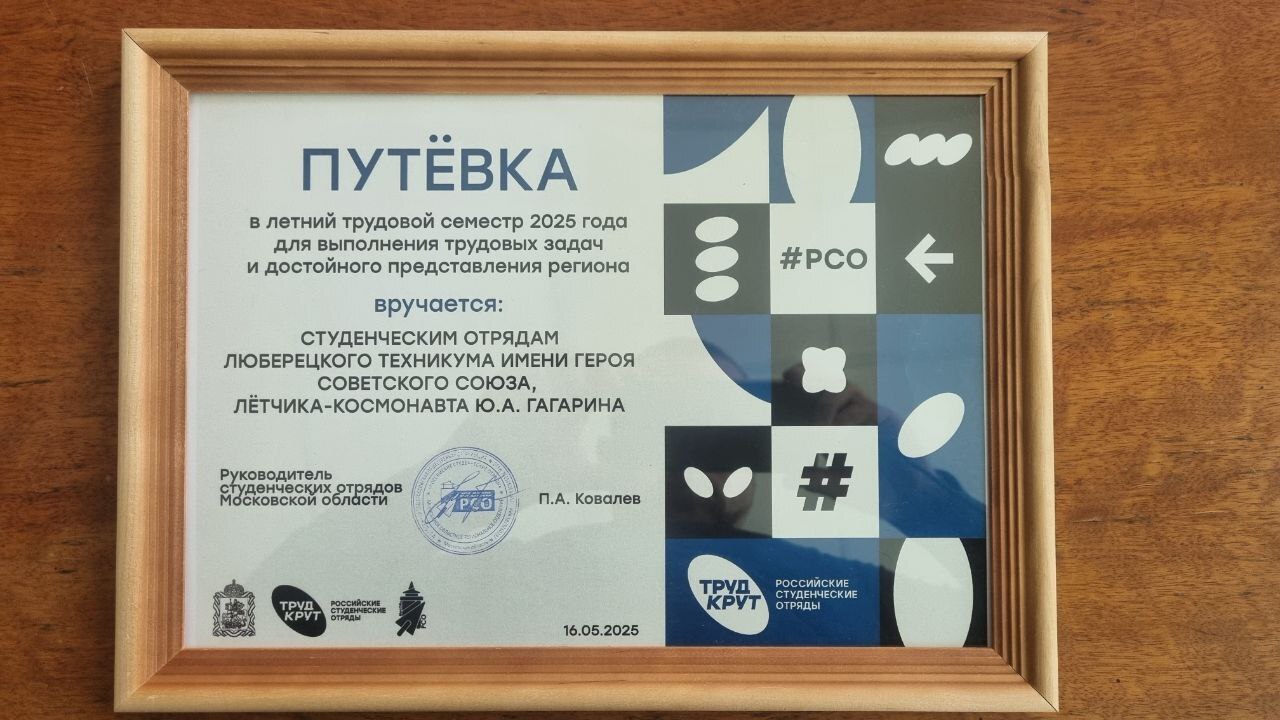 ПУТЁВКА
в летний трудовой семестр 2025 года
для выполнения трудовых задач
и достойного представления региона
вручается:
СТУДЕНЧЕСКИМ ОТРЯДАМ
ЛЮБЕРЕЦКОГО ТЕХНИКУМА ИМЕНИ ГЕРОЯ
СОВЕТСКОГО СОЮЗА,
ЛЁТЧИКА-КОСМОНАВТА Ю.А. ГАГАРИНА
Руководитель
студенческих отрядов
Московской области
РСО
П.А. Ковалев
ТРУД
КРУТ
РОССИЙСКИЕ
СТУДЕНЧЕСКИЕ
ОТРЯДЫ
16.05.2025
#РСО
#
ТРУД
КРУТ
РОССИЙСКИЕ
СТУДЕНЧЕСКИЕ
ОТРЯДЫ